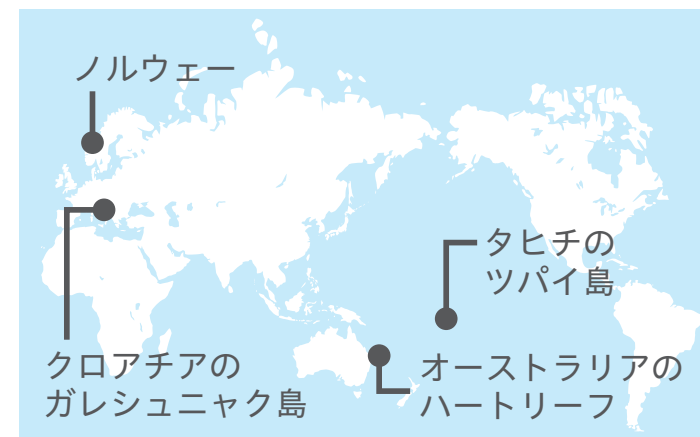 ノルウェー
タヒチの
ツパイ島
クロアチアの
ガレシュニャク島
オーストラリアの
ハートリーフ